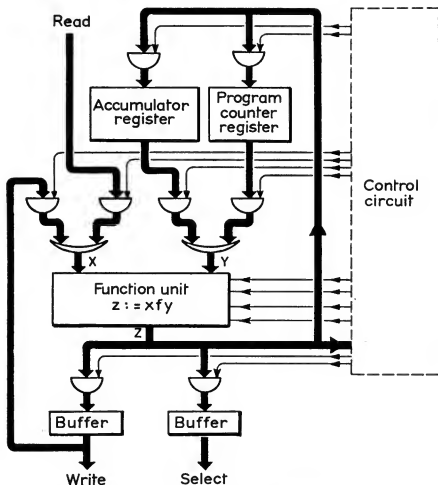 Read
Accumulator
register
Program
counter
register
Control
circuit
X
Y
Function unit
z := xfy
Z
Buffer
Buffer
Write
Select